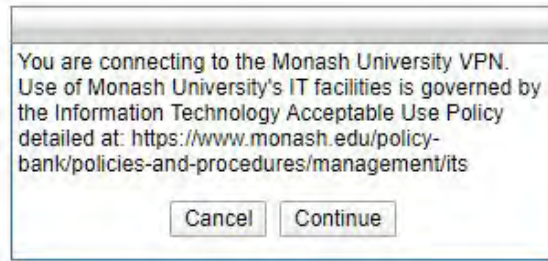 You are connecting to the Monash University VPN.
Use of Monash University's IT facilities is governed by
the Information Technology Acceptable Use Policy
detailed at: https://www.monash.edu/policy-
bank/policies-and-procedures/management/its
Cancel Continue